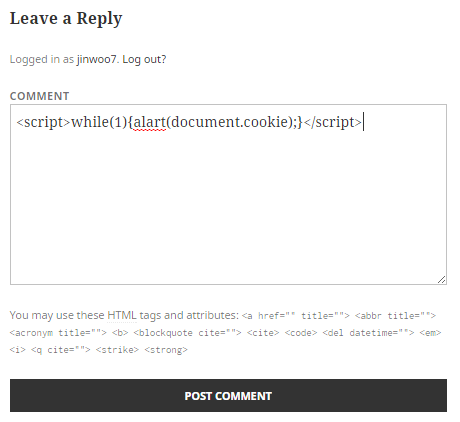 Leave a Reply
Logged in as jinwoo7. Log out?
COMMENT
<script>while(1){alart(document.cookie);}</script>
You may use these HTML tags and attributes: <a href="" title=""> <abbr title="">
<acronym title=""> <b> <blockquote cite=""> <cite> <code> <del datetime=""> <em>
<i> <q cite=""> <strike> <strong>
POST COMMENT